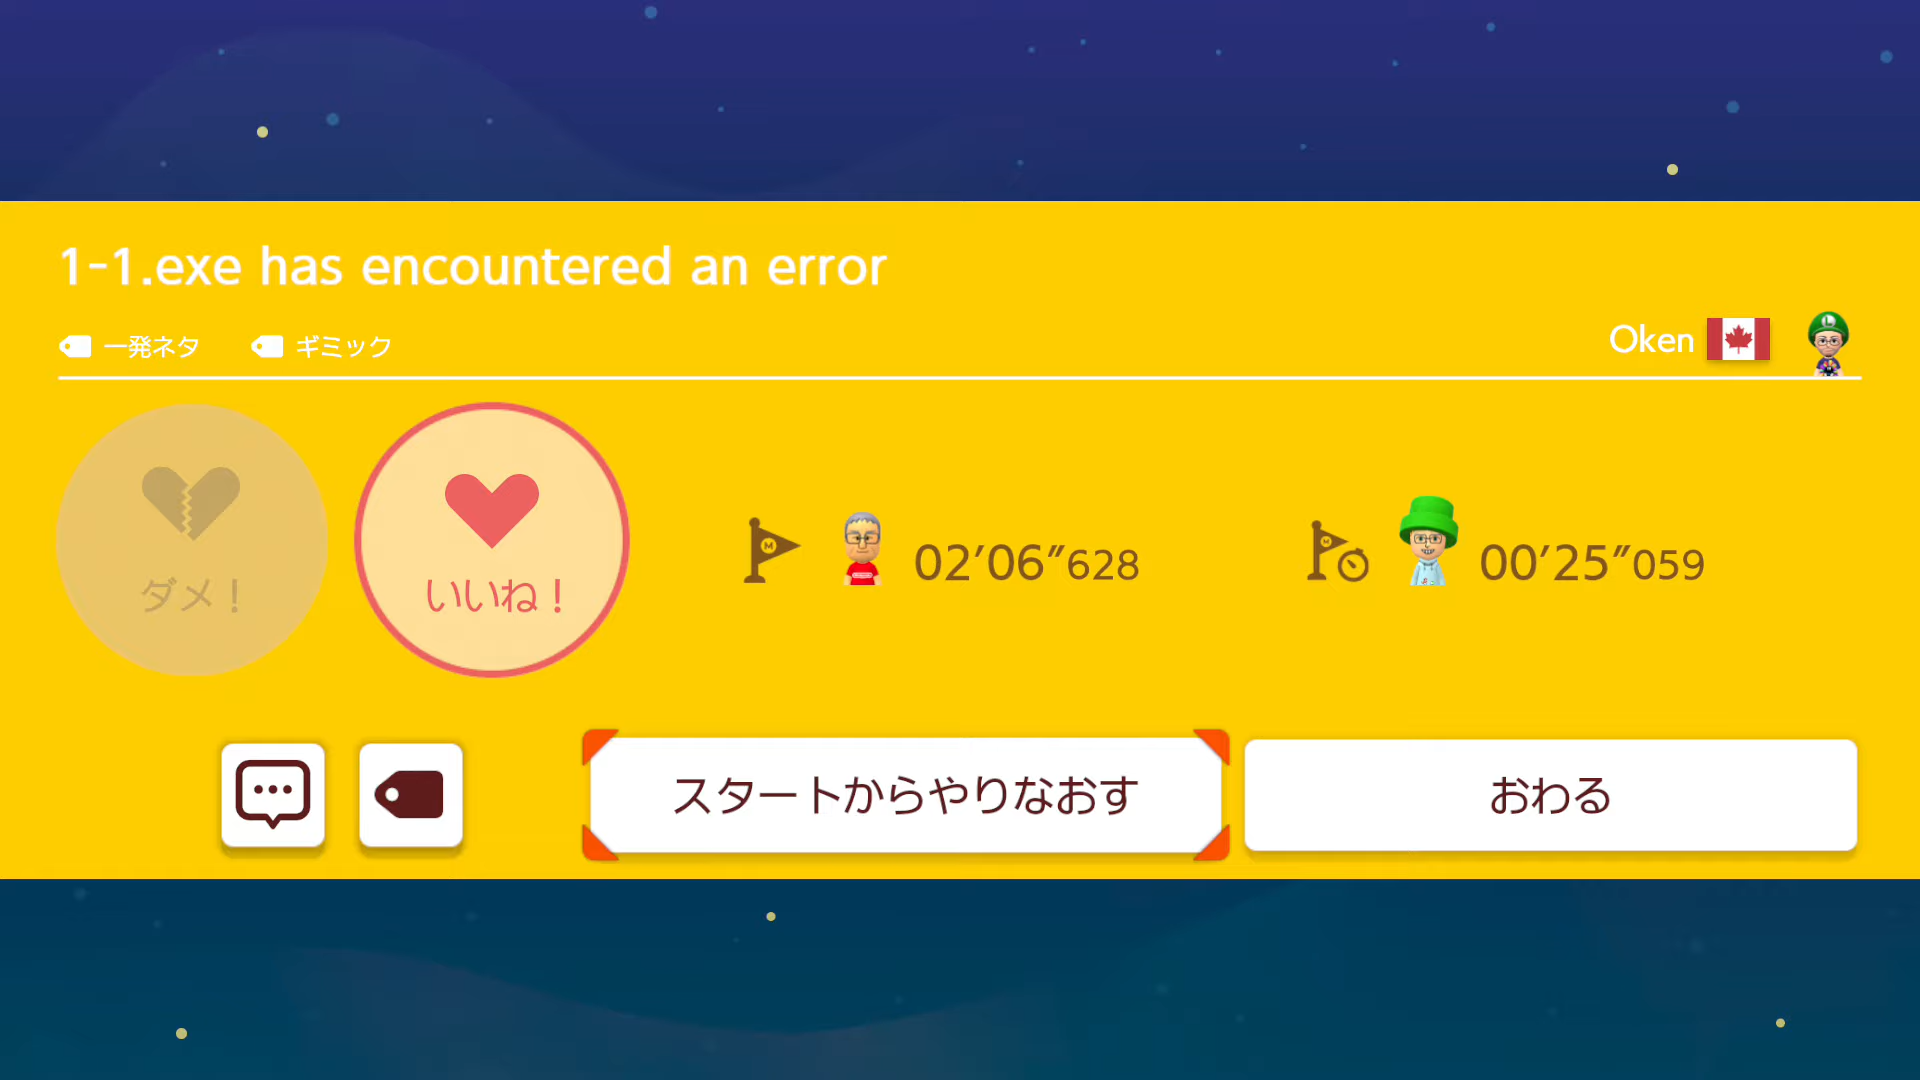 1-1.exe has encountered an error
一発ネタ ギミック
Oken
ダメ！ いいね！
02′06″628 00′25″059
スタートからやりなおす おわる